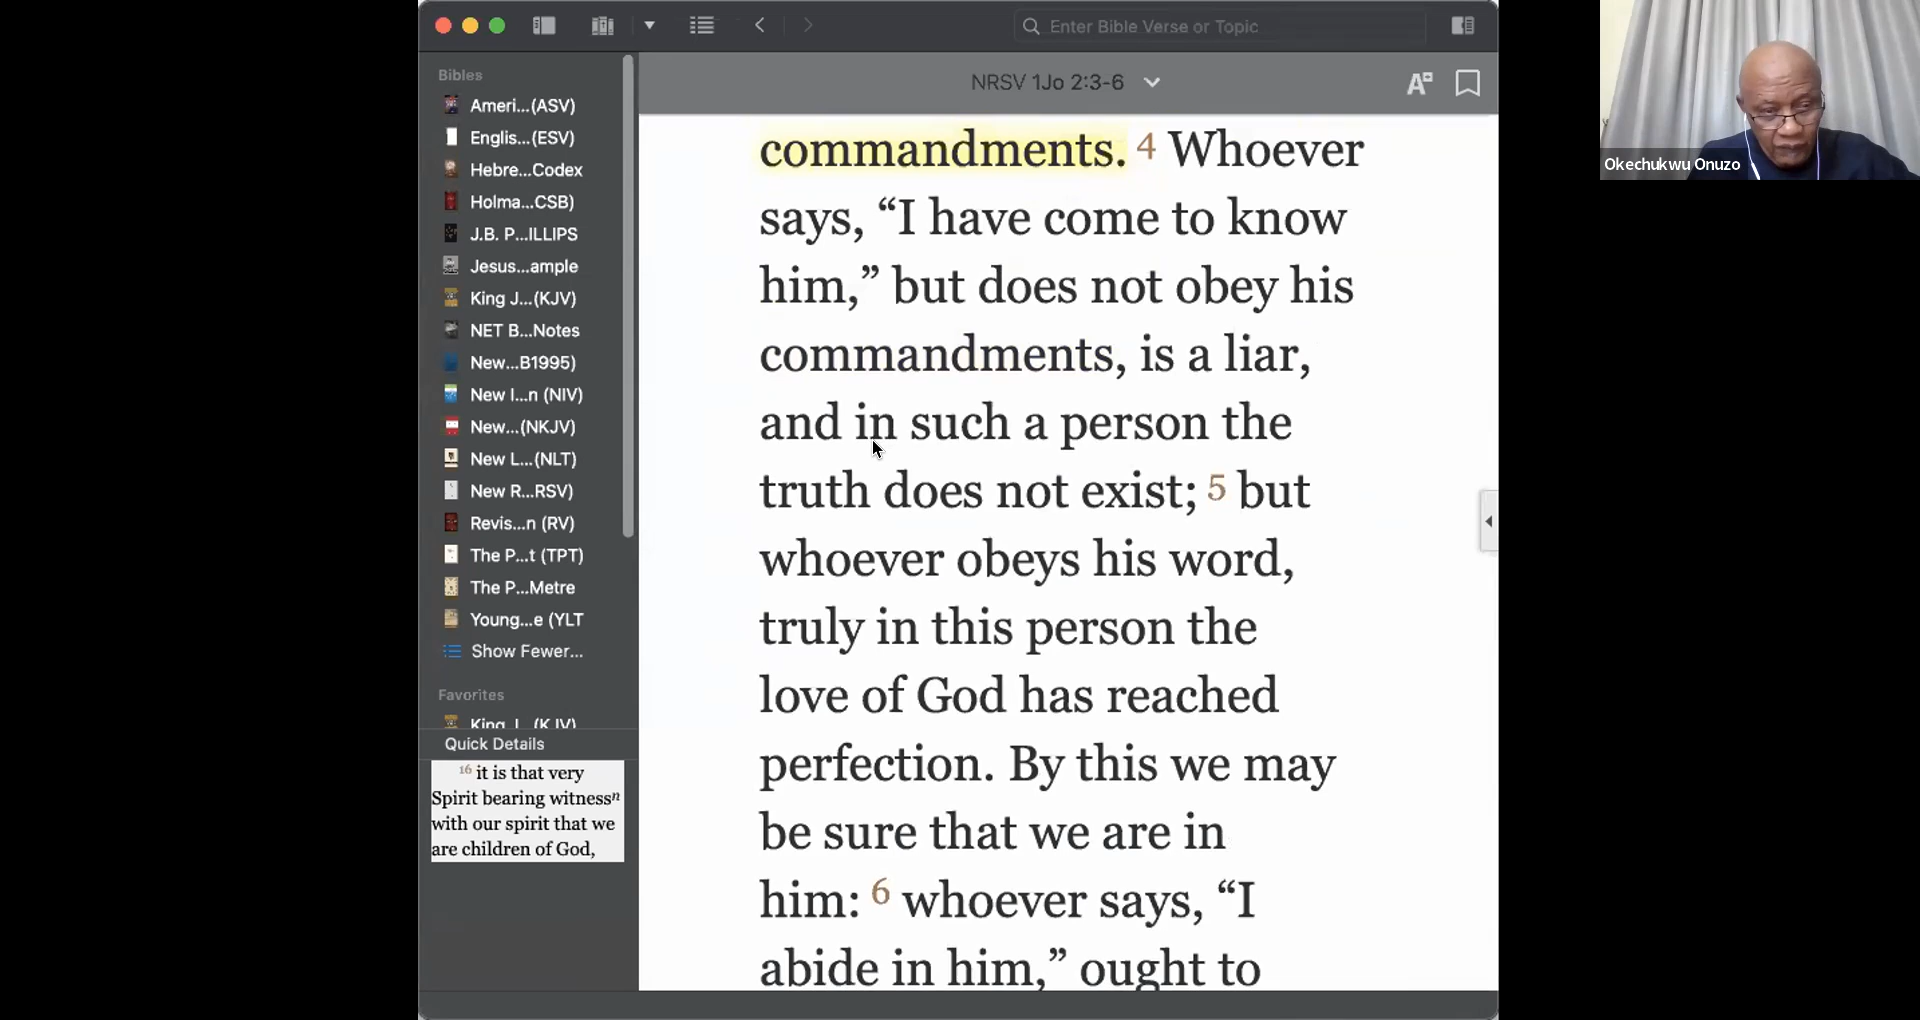 Enter Bible Verse or Topic
Bibles
Ameri...(ASV)
Englis...(ESV)
Hebre...Codex
Holma...CSB)
J.B. P...ILLIPS
Jesus...ample
King J...(KJV)
NET B...Notes
New...B1995)
New I...n (NIV)
New...(NKJV)
New L...(NLT)
New R...RSV)
Revis...n (RV)
The P...t (TPT)
The P...Metre
Young...e (YLT
Show Fewer...
Favorites
King J...(KJV)
Quick Details
16 it is that very
Spirit bearing witnessn
with our spirit that we
are children of God,
NRSV 1Jo 2:3-6
commandments. 4 Whoever
says, “I have come to know
him,” but does not obey his
commandments, is a liar,
and in such a person the
truth does not exist; 5 but
whoever obeys his word,
truly in this person the
love of God has reached
perfection. By this we may
be sure that we are in
him: 6 whoever says, “I
abide in him,” ought to
Okechukwu Onuzo